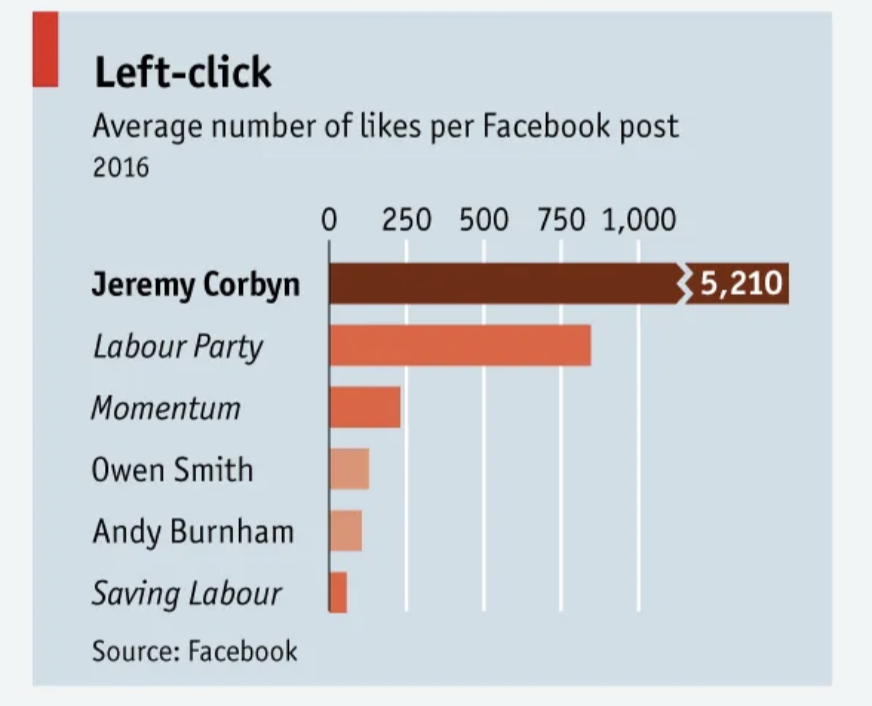 Left-click
Average number of likes per Facebook post
2016
0 250 500 750 1,000
Jeremy Corbyn 5,210
Labour Party
Momentum
Owen Smith
Andy Burnham
Saving Labour
Source: Facebook